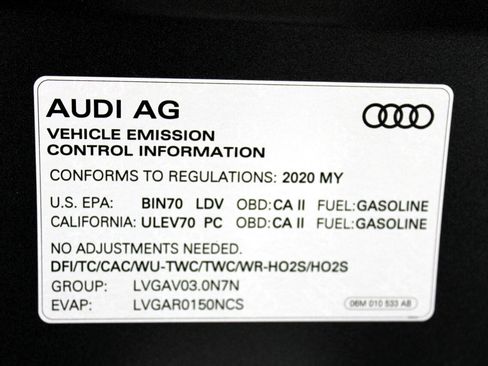 AUDI AG
VEHICLE EMISSION
CONTROL INFORMATION
CONFORMS TO REGULATIONS: 2020 MY
U.S. EPA: BIN70 LDV OBD:CA II FUEL:GASOLINE
CALIFORNIA: ULEV70 PC OBD:CA II FUEL:GASOLINE
NO ADJUSTMENTS NEEDED.
DFI/TC/CAC/WU-TWC/TWC/WR-HO2S/HO2S
GROUP: LVGAV03.0N7N
EVAP: LVGAR0150NCS
06M 010 533 AB